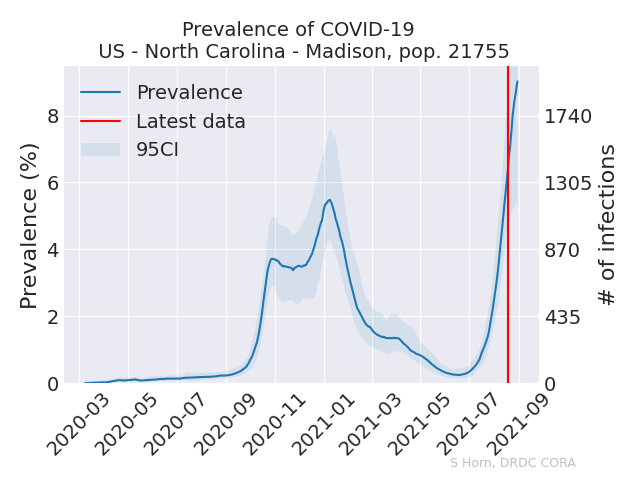 Prevalence of COVID-19
US - North Carolina - Madison, pop. 21755
Prevalence
Latest data
95CI
Prevalence (%)
8
6
4
2
0
1740
1305
870
435
0
# of infections
2020-03
2020-05
2020-07
2020-09
2020-11
2021-01
2021-03
2021-05
2021-07
2021-09
S Horn, DRDC CORA